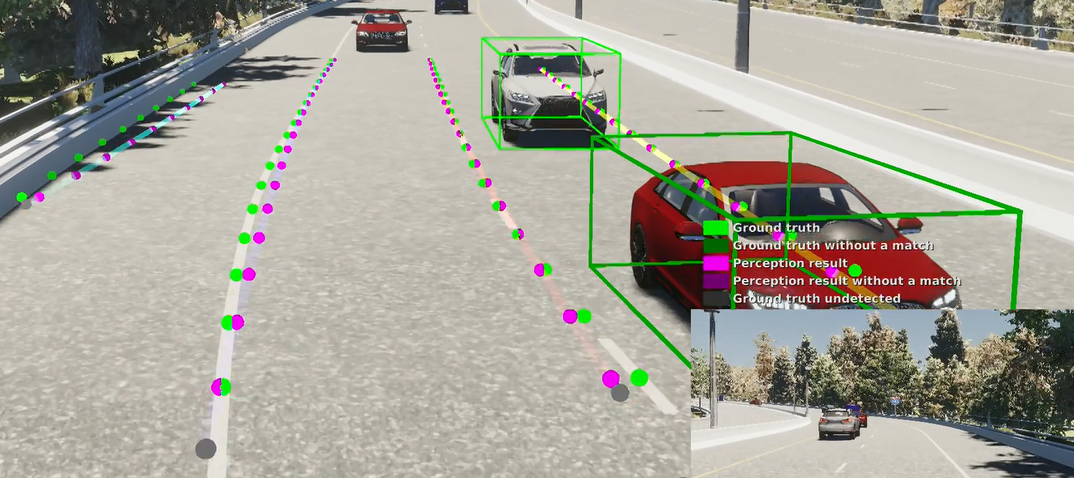 Ground truth
Ground truth without a match
Perception result
Perception result without a match
Ground truth undetected